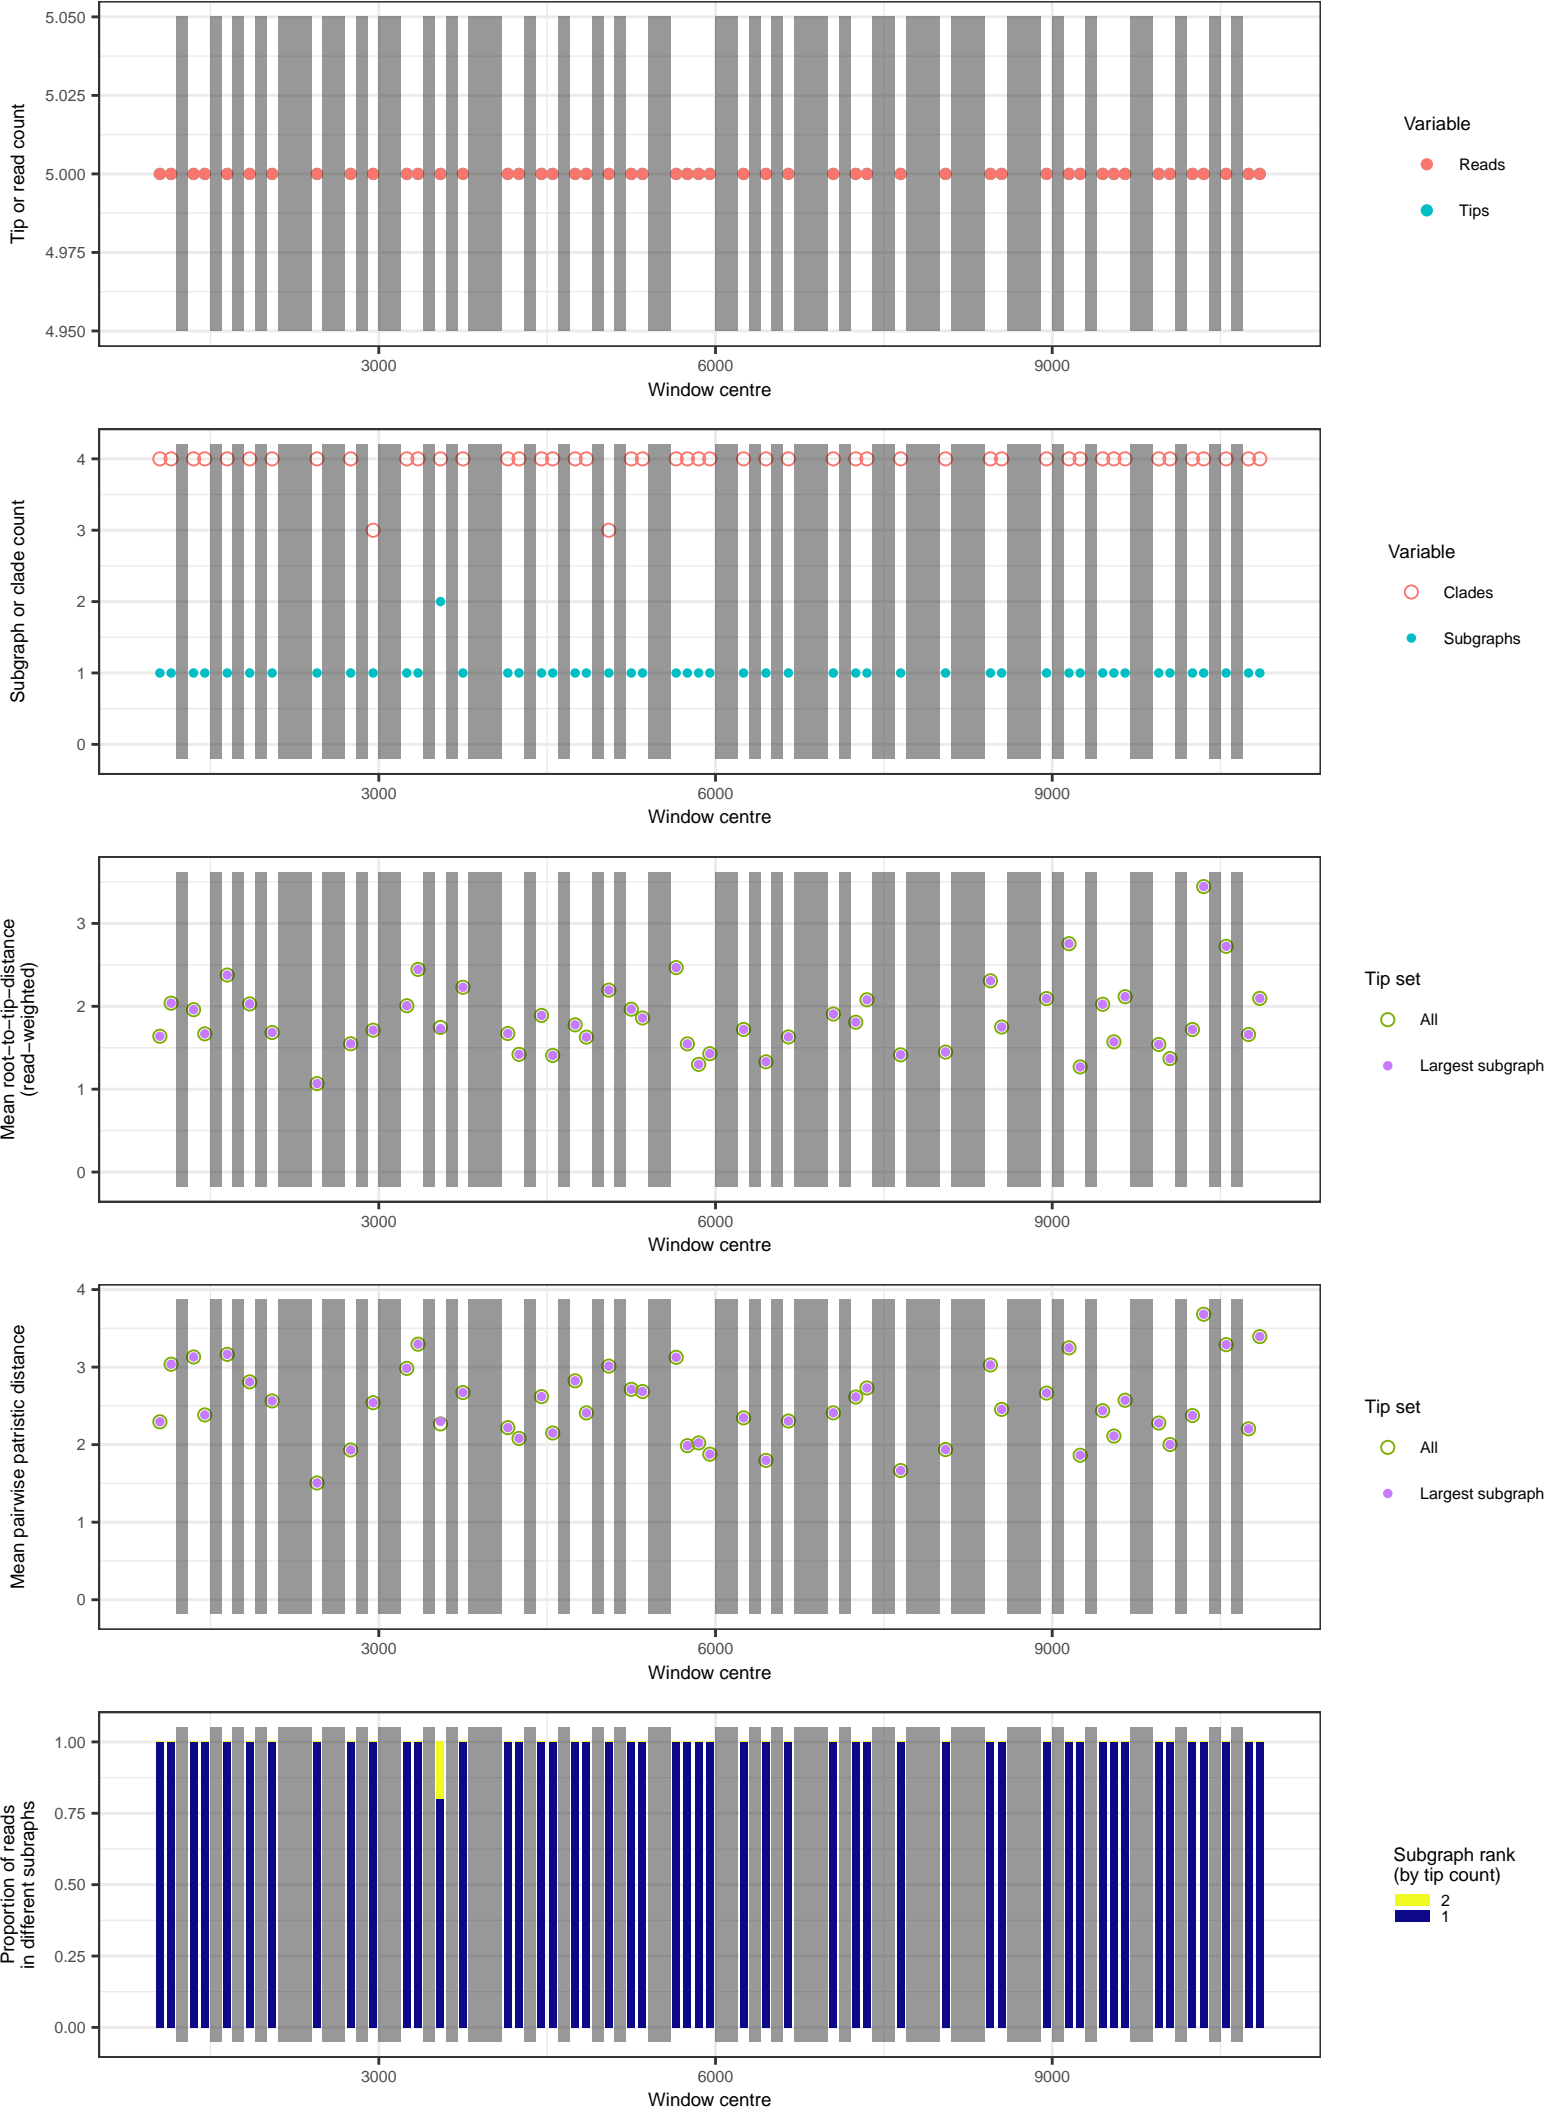 5.050
5.025
5.000
4.975
4.950
Tip or read count
3000 6000 9000
Window centre
Variable
Reads
Tips
4
3
2
1
0
Subgraph or clade count
3000 6000 9000
Window centre
Variable
Clades
Subgraphs
3
2
1
0
Mean root−to−tip−distance
(read−weighted)
3000 6000 9000
Window centre
Tip set
All
Largest subgraph
4
3
2
1
0
Mean pairwise patristic distance
3000 6000 9000
Window centre
Tip set
All
Largest subgraph
1.00
0.75
0.50
0.25
0.00
Proportion of reads
in different subraphs
3000 6000 9000
Window centre
Subgraph rank
(by tip count)
2
1